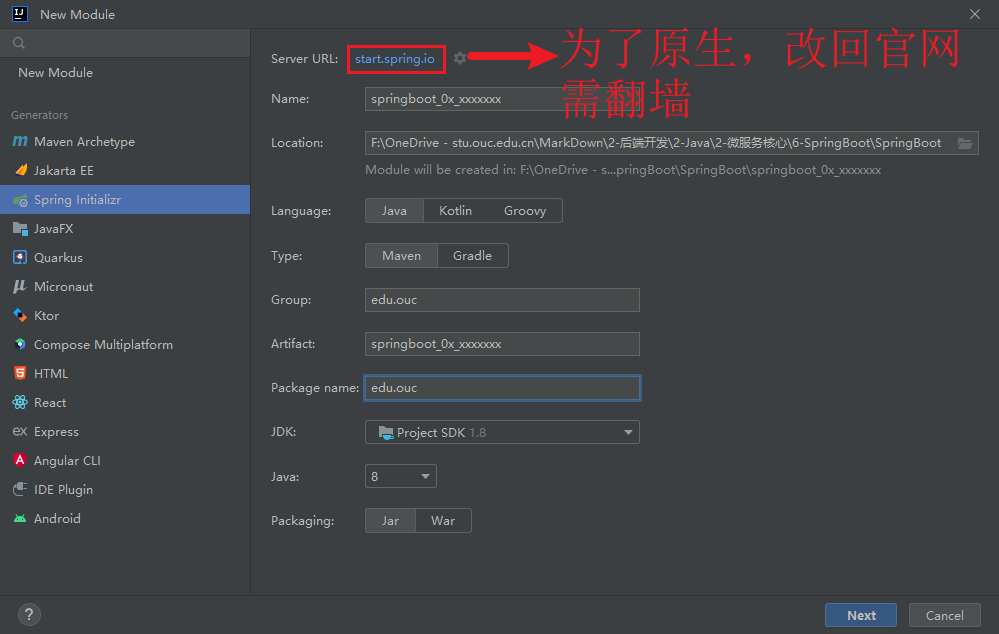 New Module
New Module
Generators
Maven Archetype
Jakarta EE
Spring Initializr
JavaFX
Quarkus
Micronaut
Ktor
Compose Multiplatform
HTML
React
ex Express
Angular CLI
IDE Plugin
Android
Server URL: start.spring.io
为了原生，改回官网
需翻墙
Name: springboot_0x_xxxxxxx
Location: F:\OneDrive - stu.ouc.edu.cn\MarkDown\2-后端开发\2-Java\2-微服务核心\6-SpringBoot\SpringBoot
Module will be created in: F:\OneDrive - s...pringBoot\SpringBoot\springboot_0x_xxxxxxx
Language: Java Kotlin Groovy
Type: Maven Gradle
Group: edu.ouc
Artifact: springboot_0x_xxxxxxx
Package name: edu.ouc
JDK: Project SDK 1.8
Java: 8
Packaging: Jar War
? Next Cancel